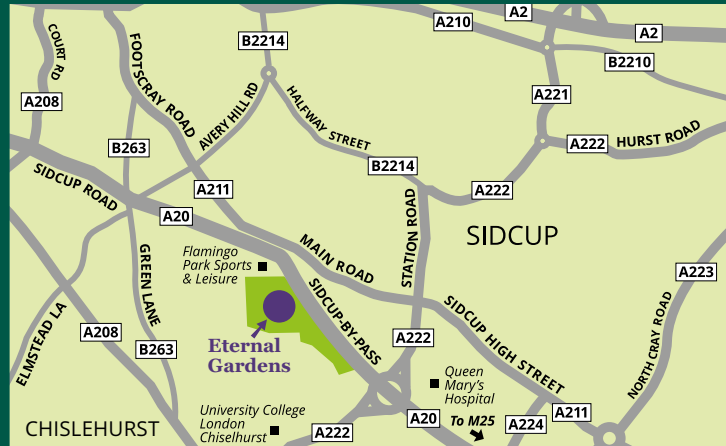 A2
A210
A2
COURT RD
FOOTSCRAY ROAD
B2214
B2210
A208
AVERY HILL RD
HALFWAY STREET
A221
B263
A222
HURST ROAD
SIDCUP ROAD
A211
B2214
A222
A20
STATION ROAD
SIDCUP
GREEN LANE
Flamingo
Park Sports
& Leisure
MAIN ROAD
A223
ELMSTEAD LA
A208
SIDCUP-BY-PASS
SIDCUP HIGH STREET
NORTH CRAY ROAD
B263
Eternal
Gardens
A222
Queen
Mary's
Hospital
University College
London
Chiselhurst
CHISLEHURST
A222
A20
To M25
A224
A211